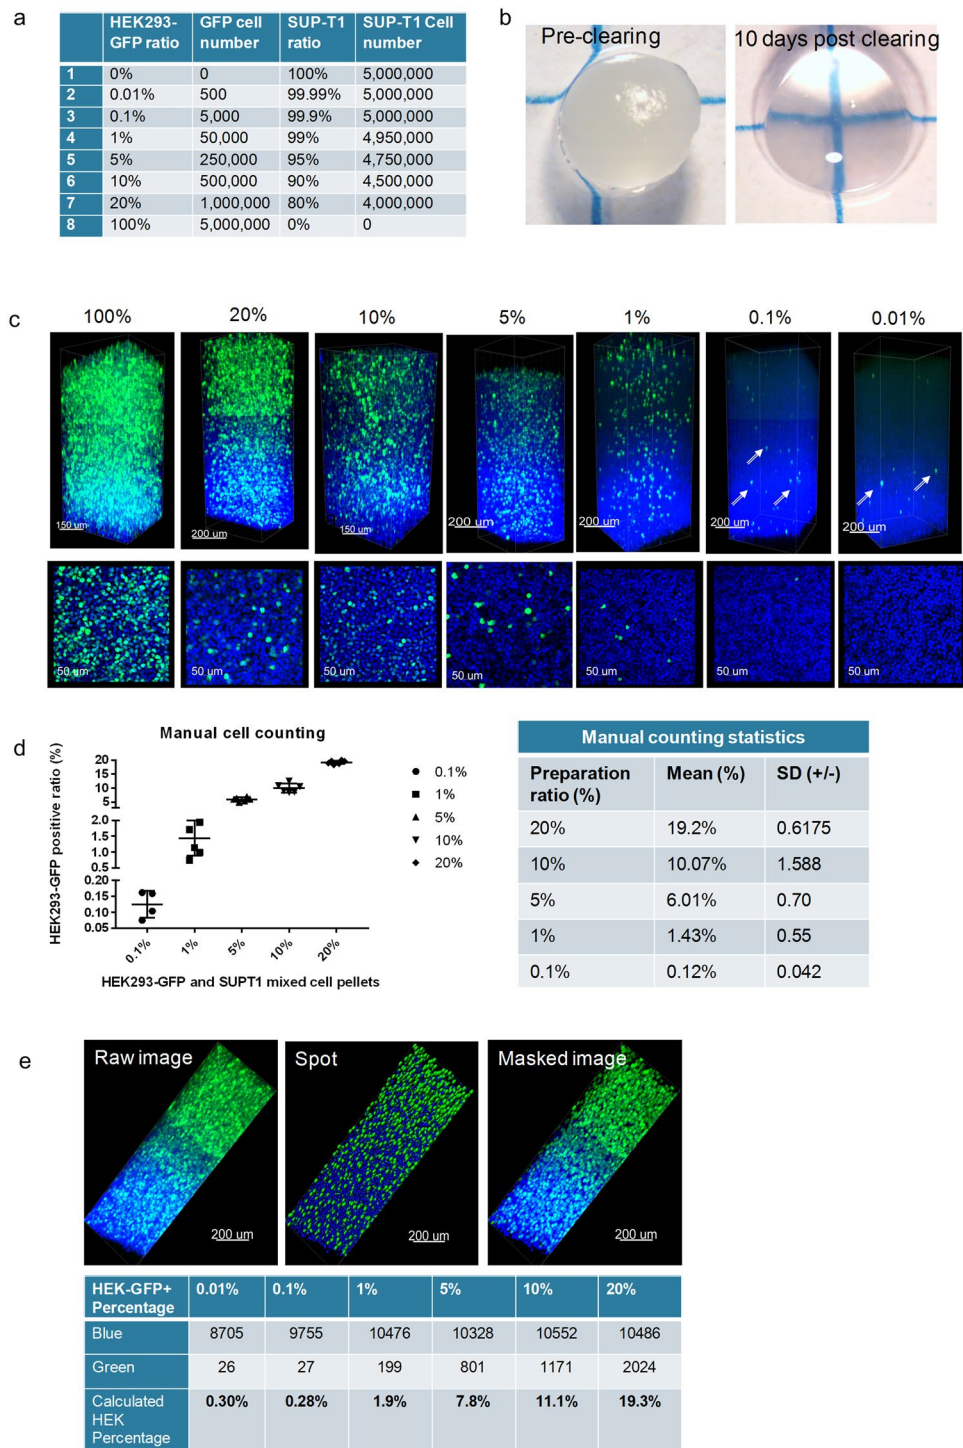 a
HEK293-GFP ratio GFP cell number SUP-T1 ratio SUP-T1 Cell number
1 0% 0 100% 5,000,000
2 0.01% 500 99.99% 5,000,000
3 0.1% 5,000 99.9% 5,000,000
4 1% 50,000 99% 4,950,000
5 5% 250,000 95% 4,750,000
6 10% 500,000 90% 4,500,000
7 20% 1,000,000 80% 4,000,000
8 100% 5,000,000 0% 0
b
Pre-clearing 10 days post clearing
c
100% 20% 10% 5% 1% 0.1% 0.01%
150 um 200 um 150 um 200 um 200 um 200 um 200 um
50 um 50 um 50 um 50 um 50 um 50 um 50 um
d
Manual cell counting
HEK293-GFP positive ratio (%)
20
15
10
5
2.0
1.5
1.0
0.5
0.20
0.15
0.10
0.05
0.1% 1% 5% 10% 20%
HEK293-GFP and SUPT1 mixed cell pellets
0.1%
1%
5%
10%
20%
Manual counting statistics
Preparation ratio (%) Mean (%) SD (+/-)
20% 19.2% 0.6175
10% 10.07% 1.588
5% 6.01% 0.70
1% 1.43% 0.55
0.1% 0.12% 0.042
e
Raw image Spot Masked image
200 um 200 um 200 um
HEK-GFP+ Percentage 0.01% 0.1% 1% 5% 10% 20%
Blue 8705 9755 10476 10328 10552 10486
Green 26 27 199 801 1171 2024
Calculated HEK Percentage 0.30% 0.28% 1.9% 7.8% 11.1% 19.3%